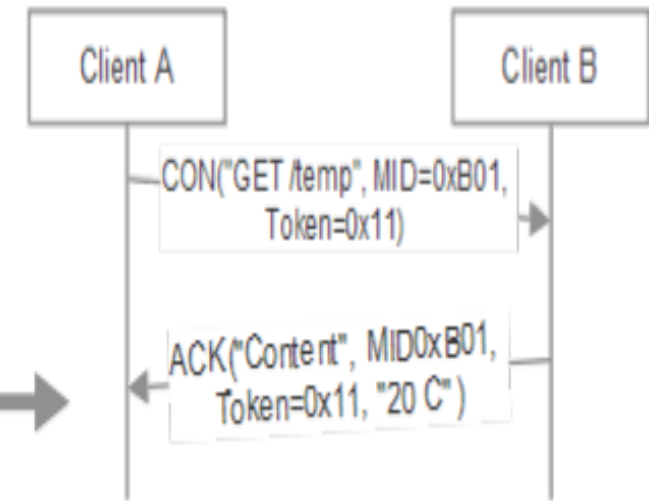 Client A
Client B
CON("GET /temp", MID=0xB01,
Token=0x11)
ACK("Content", MID0xB01,
Token=0x11, "20 C" )